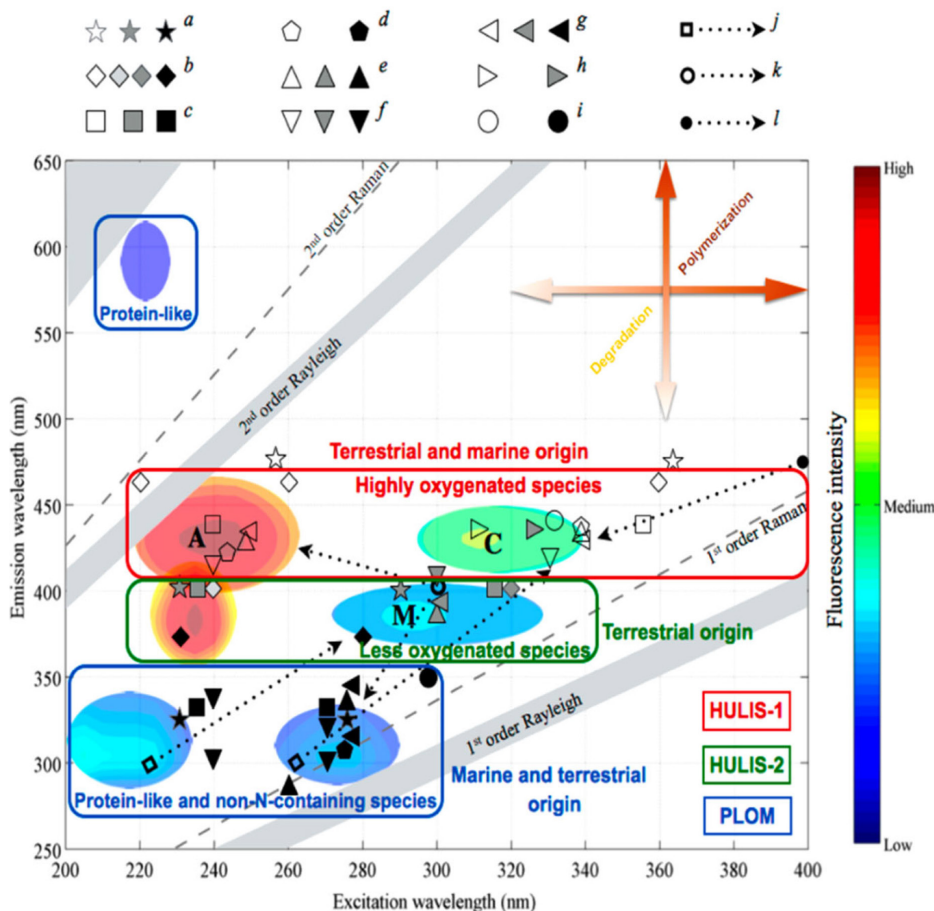 a d g j
b e h k
c f i l
650
600
550
500
450
400
350
300
250
200 220 240 260 280 300 320 340 360 380 400
Emission wavelength (nm)
Excitation wavelength (nm)
2nd order Raman
2nd order Rayleigh
Protein-like
Polymerization
Degradation
Terrestrial and marine origin
Highly oxygenated species
A
C
1st order Raman
M
Less oxygenated species
Terrestrial origin
1st order Rayleigh
Protein-like and non-N-containing species
Marine and terrestrial
origin
HULIS-1
HULIS-2
PLOM
High
Medium
Low
Fluorescence intensity